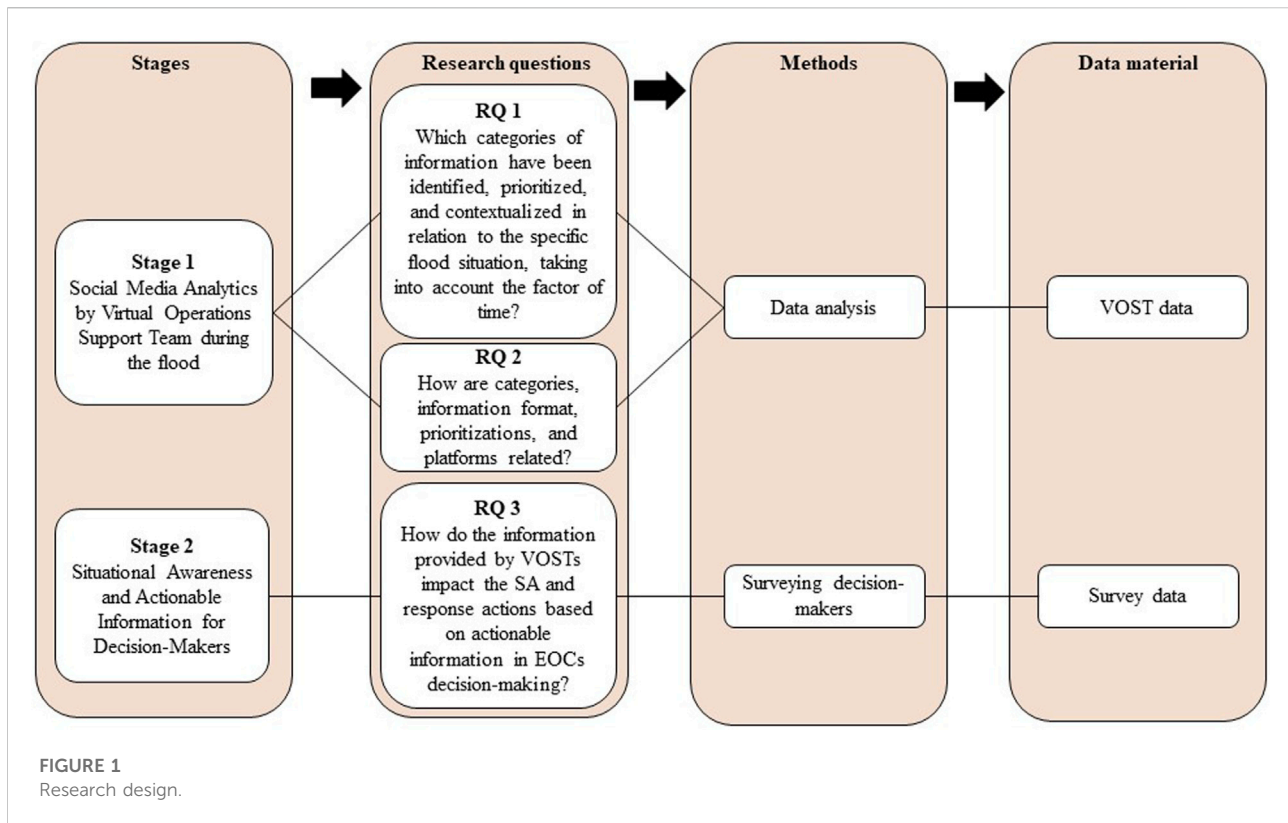 Stages
Stage 1
Social Media Analytics
by Virtual Operations
Support Team during
the flood
Stage 2
Situational Awareness
and Actionable
Information for
Decision-Makers
Research questions
RQ 1
Which categories of
information have been
identified, prioritized,
and contextualized in
relation to the specific
flood situation, taking
into account the factor of
time?
RQ 2
How are categories,
information format,
prioritizations, and
platforms related?
RQ 3
How do the information
provided by VOSTs
impact the SA and
response actions based
on actionable
information in EOCs
decision-making?
Methods
Data analysis
Surveying decision-
makers
Data material
VOST data
Survey data
FIGURE 1
Research design.